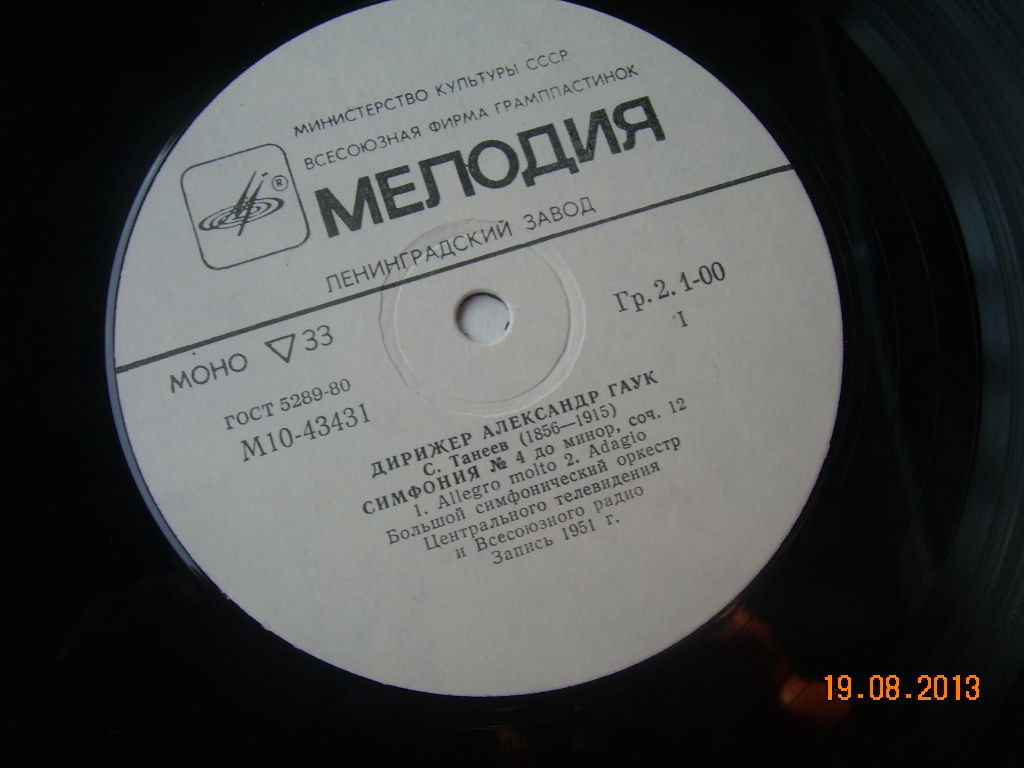 МИНИСТЕРСТВО КУЛЬТУРЫ СССР
ВСЕСОЮЗНАЯ ФИРМА ГРАМПЛАСТИНОК
МЕЛОДИЯ
®
ЛЕНИНГРАДСКИЙ ЗАВОД
МОНО ▽ 33
Гр. 2. 1-00
I
ГОСТ 5289-80
М10-43431
ДИРИЖЕР АЛЕКСАНДР ГАУК
С. Танеев (1856—1915)
СИМФОНИЯ № 4 до минор, соч. 12
1. Allegro molto 2. Adagio
Большой симфонический оркестр
Центрального телевидения
и Всесоюзного радио
Запись 1951 г.
19.08.2013